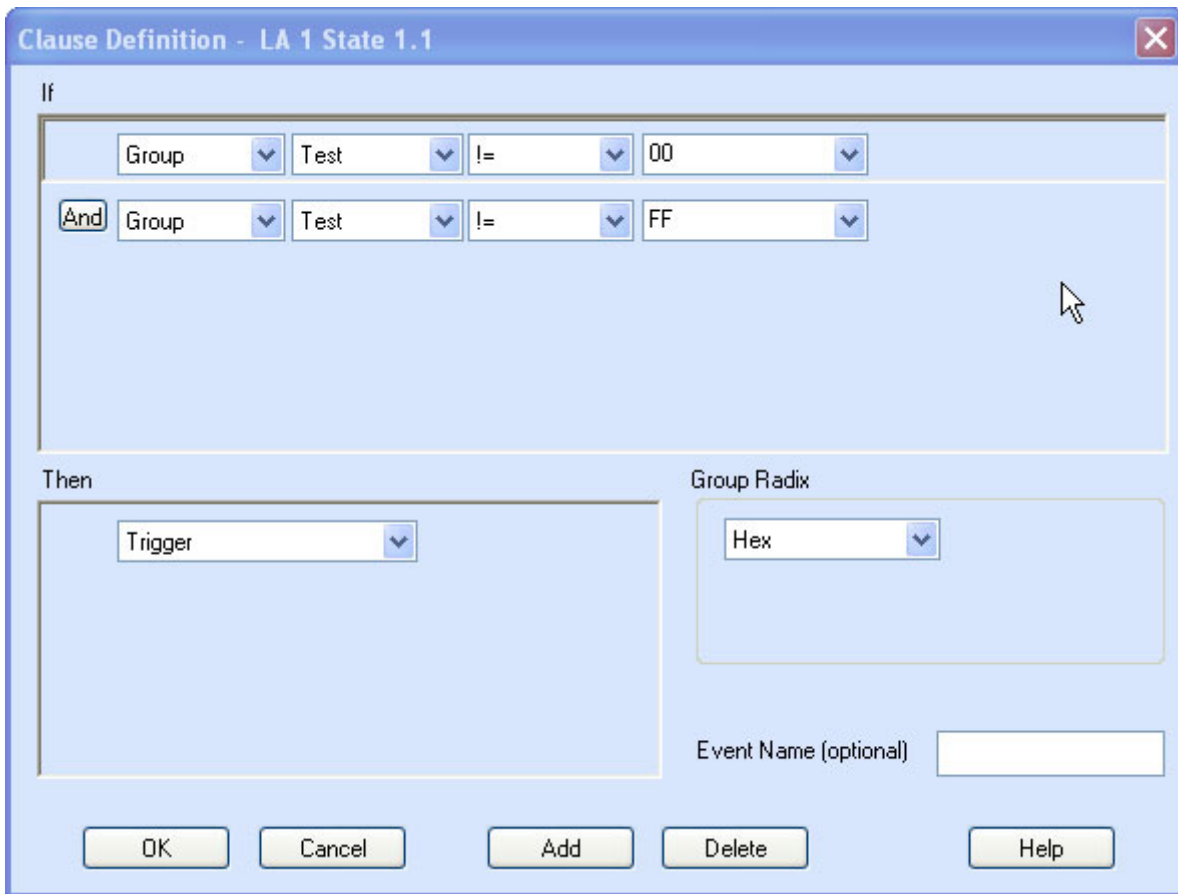 Clause Definition - LA 1 State 1.1
If
Group Test != 00
And Group Test != FF
Then
Group Radix
Trigger
Hex
Event Name (optional)
OK Cancel Add Delete Help